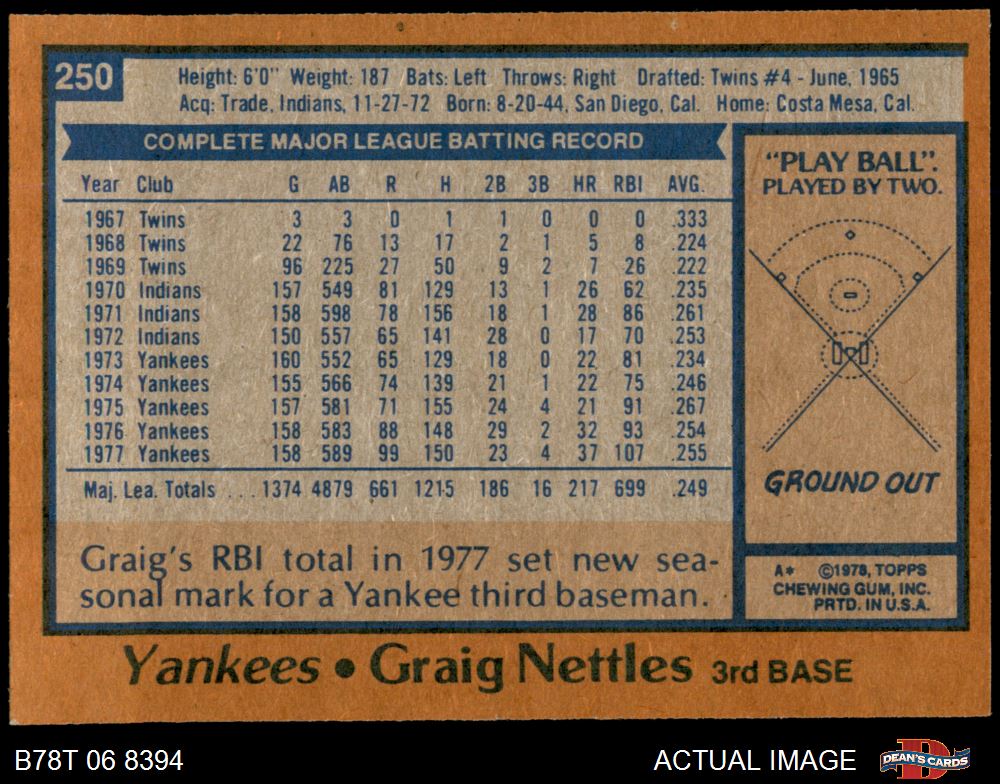 250
Height: 6'0" Weight: 187 Bats: Left Throws: Right Drafted: Twins #4 - June, 1965
Acq: Trade, Indians, 11-27-72 Born: 8-20-44, San Diego, Cal. Home: Costa Mesa, Cal.
COMPLETE MAJOR LEAGUE BATTING RECORD
Year Club G AB R H 2B 3B HR RBI AVG.
1967 Twins 3 3 0 1 1 0 0 0 .333
1968 Twins 22 76 13 17 2 1 5 8 .224
1969 Twins 96 225 27 50 9 2 7 26 .222
1970 Indians 157 549 81 129 13 1 26 62 .235
1971 Indians 158 598 78 156 18 1 28 86 .261
1972 Indians 150 557 65 141 28 0 17 70 .253
1973 Yankees 160 552 65 129 18 0 22 81 .234
1974 Yankees 155 566 74 139 21 1 22 75 .246
1975 Yankees 157 581 71 155 24 4 21 91 .267
1976 Yankees 158 583 88 148 29 2 32 93 .254
1977 Yankees 158 589 99 150 23 4 37 107 .255
Maj. Lea. Totals . . . 1374 4879 661 1215 186 16 217 699 .249
Graig's RBI total in 1977 set new sea-
sonal mark for a Yankee third baseman.
"PLAY BALL".
PLAYED BY TWO.
GROUND OUT
A* ©1978, TOPPS
CHEWING GUM, INC.
PRTD. IN U.S.A.
Yankees • Graig Nettles 3rd BASE
B78T 06 8394
ACTUAL IMAGE
D
DEAN'S CARDS